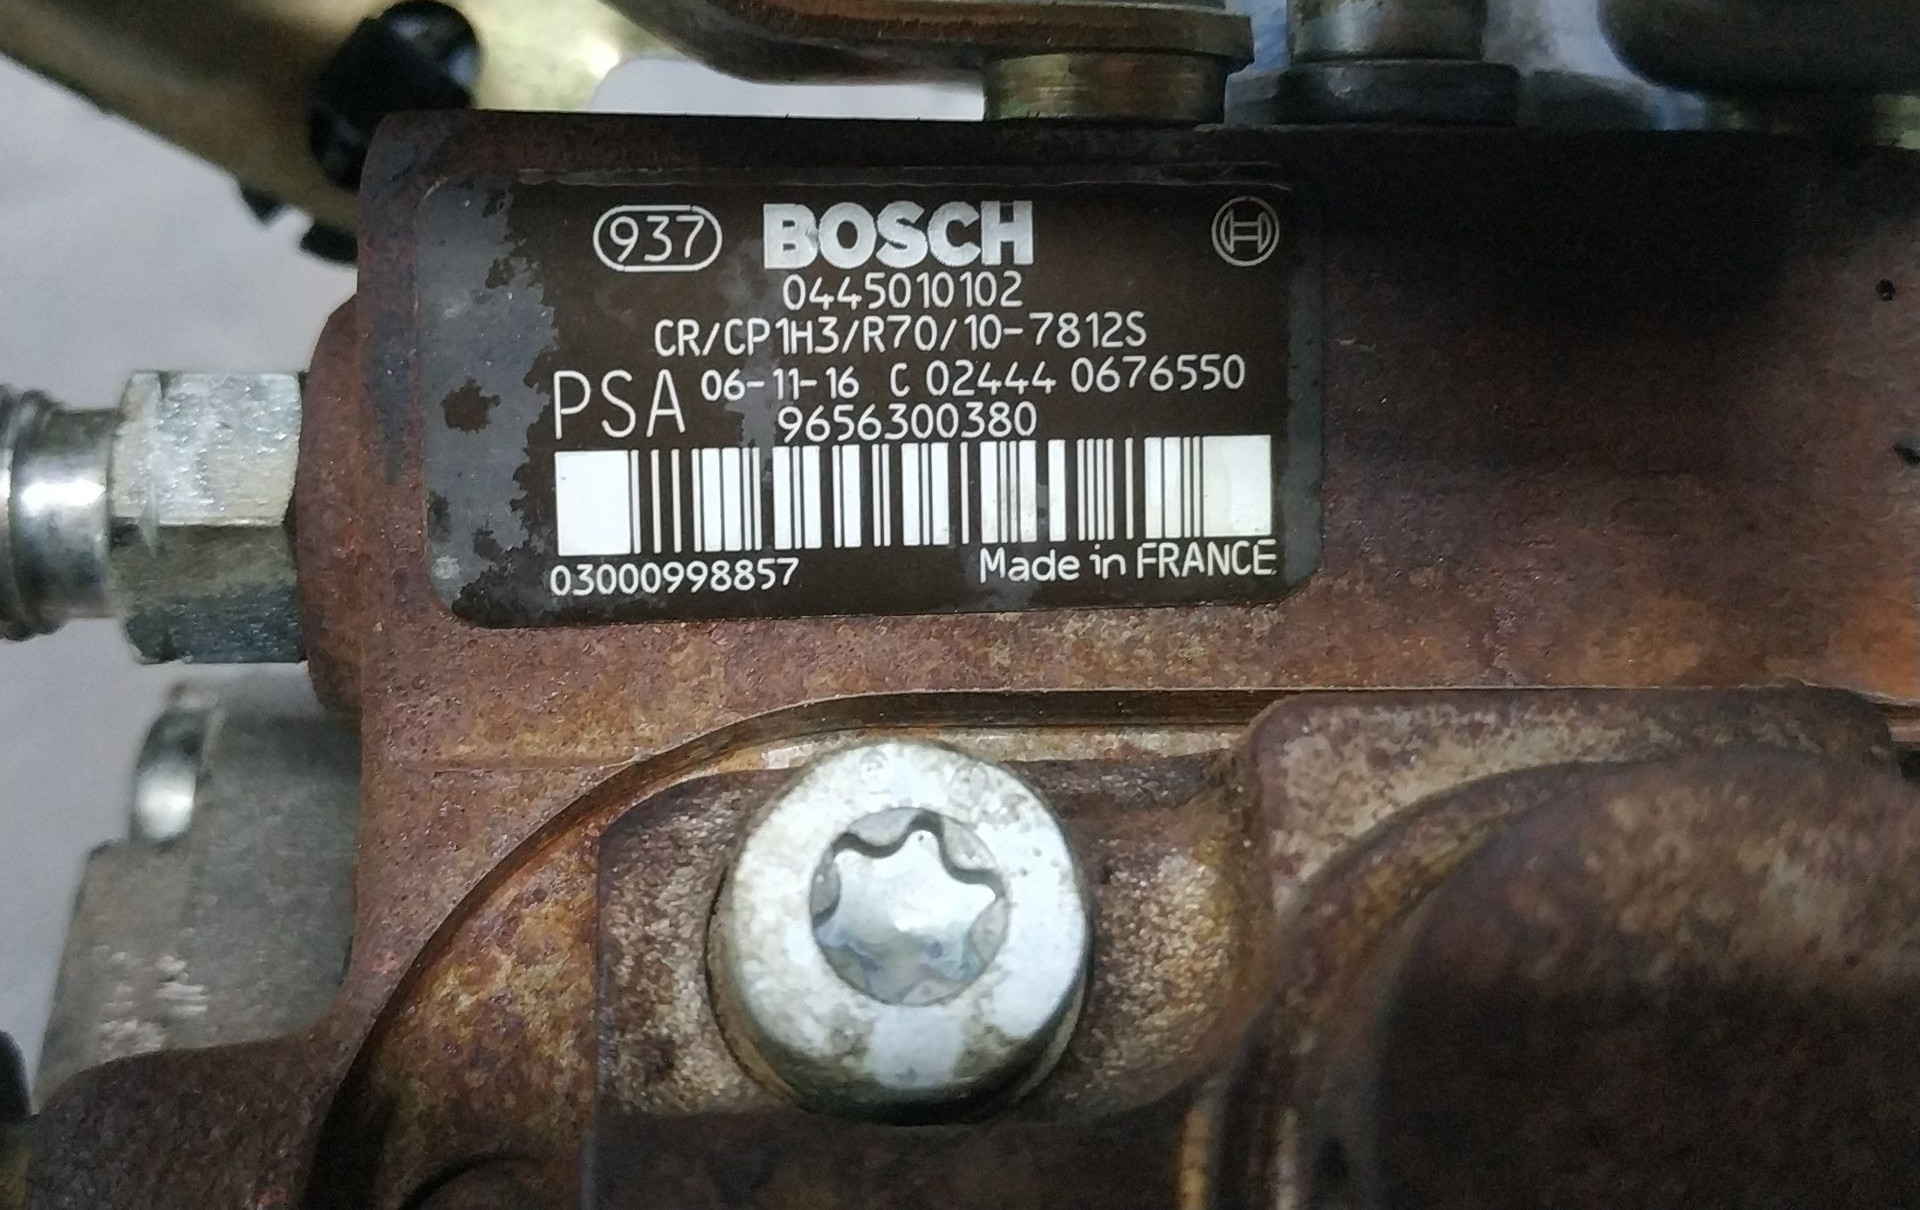 937 BOSCH
0445010102
CR/CP1H3/R70/10-7812S
PSA 06-11-16 C 02444 0676550
9656300380
03000998857 Made in FRANCE